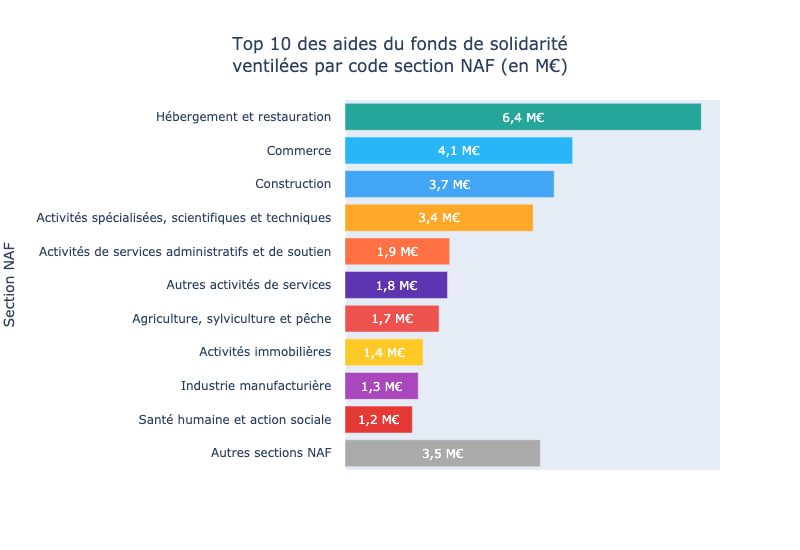 Top 10 des aides du fonds de solidarité
ventilées par code section NAF (en M€)
Section NAF
Hébergement et restauration 6,4 M€
Commerce 4,1 M€
Construction 3,7 M€
Activités spécialisées, scientifiques et techniques 3,4 M€
Activités de services administratifs et de soutien 1,9 M€
Autres activités de services 1,8 M€
Agriculture, sylviculture et pêche 1,7 M€
Activités immobilières 1,4 M€
Industrie manufacturière 1,3 M€
Santé humaine et action sociale 1,2 M€
Autres sections NAF 3,5 M€